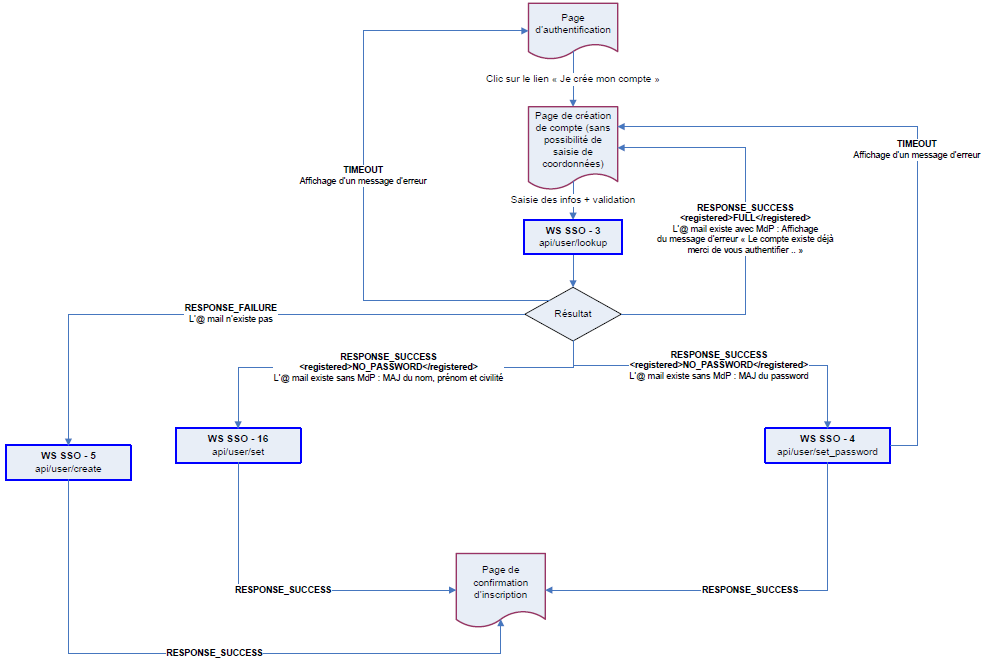 Page
d'authentification
Clic sur le lien « Je crée mon compte »
Page de création
de compte (sans
possibilité de
saisie de
coordonnées)
TIMEOUT
Affichage d'un message d'erreur
TIMEOUT
Affichage d'un message d'erreur
Saisie des infos + validation
RESPONSE_SUCCESS
<registered>FULL</registered>
L'@ mail existe avec MdP : Affichage
du message d'erreur « Le compte existe déjà
merci de vous authentifier .. »
WS SSO - 3
api/user/lookup
Résultat
RESPONSE_FAILURE
L'@ mail n'existe pas
RESPONSE_SUCCESS
<registered>NO_PASSWORD</registered>
L'@ mail existe sans MdP : MAJ du nom, prénom et civilité
RESPONSE_SUCCESS
<registered>NO_PASSWORD</registered>
L'@ mail existe sans MdP : MAJ du password
WS SSO - 5
api/user/create
WS SSO - 16
api/user/set
WS SSO - 4
api/user/set_password
Page de
confirmation
d'inscription
RESPONSE_SUCCESS
RESPONSE_SUCCESS
RESPONSE_SUCCESS